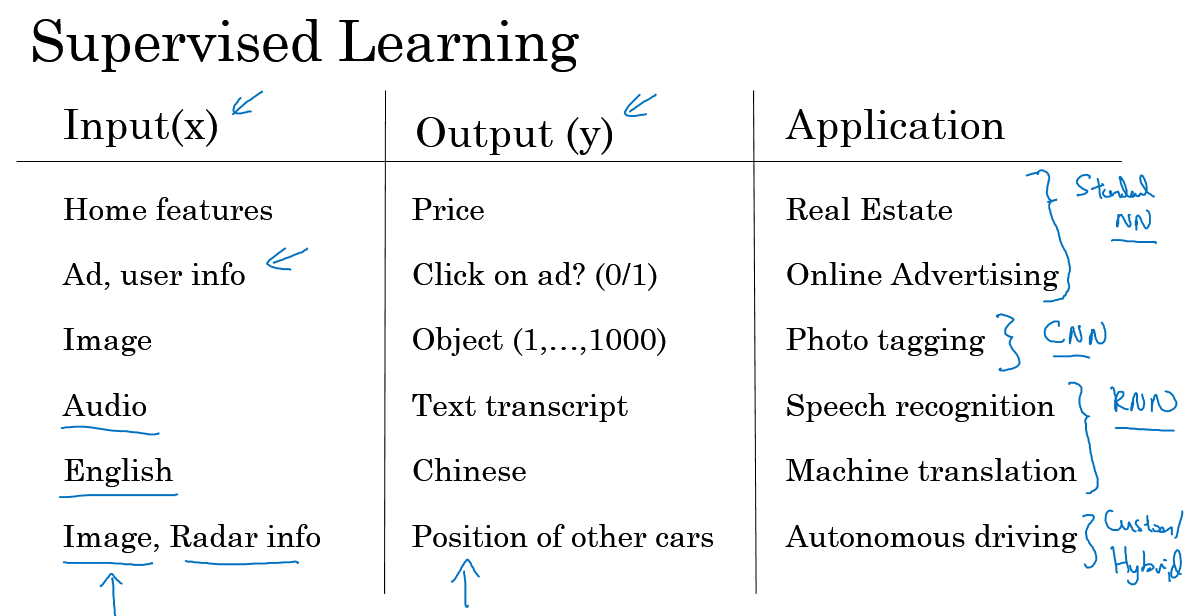 Supervised Learning
Input(x) Output (y) Application
Home features Price Real Estate Standard
NN
Ad, user info Click on ad? (0/1) Online Advertising
Image Object (1,...,1000) Photo tagging CNN
Audio Text transcript Speech recognition RNN
English Chinese Machine translation
Image, Radar info Position of other cars Autonomous driving Custom/
Hybrid